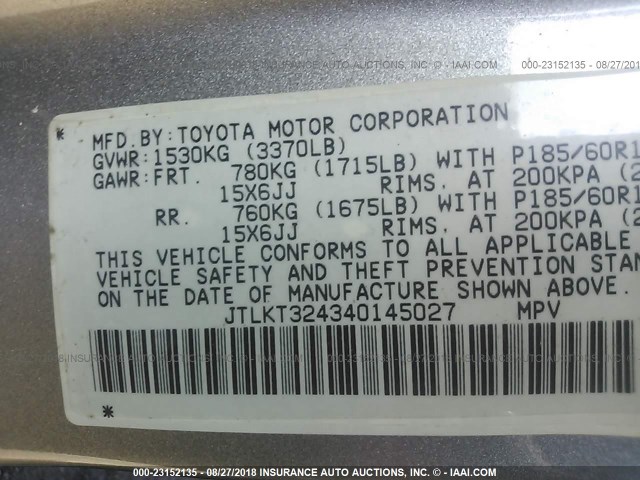 INSURANCE AUTO AUCTIONS, INC. - © IAAI.COM
000-23152135 - 08/27/2018
MFD. BY: TOYOTA MOTOR CORPORATION
GVWR: 1530KG (3370LB)
GAWR: FRT. 780KG (1715LB) WITH P185/60R1
15X6JJ RIMS, AT 200KPA (2
RR. 760KG (1675LB) WITH P185/60R1
15X6JJ RIMS, AT 200KPA (2
THIS VEHICLE CONFORMS TO ALL APPLICABLE
VEHICLE SAFETY AND THEFT PREVENTION STAN
ON THE DATE OF MANUFACTURE SHOWN ABOVE.
JTLKT324340145027 MPV
000-23152135 - 08/27/2018 INSURANCE AUTO AUCTIONS, INC. - © IAAI.COM